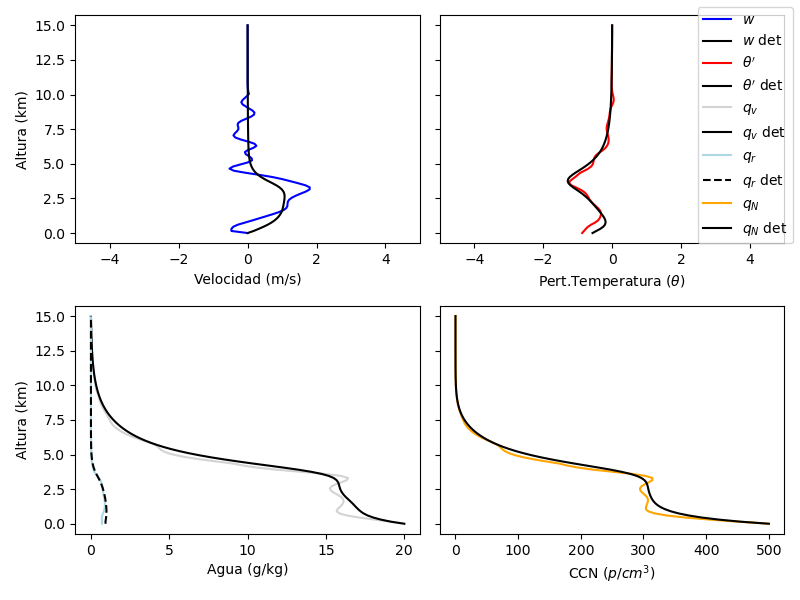 15.0
12.5
10.0
7.5
5.0
2.5
0.0
Altura (km)
−4 −2 0 2 4
Velocidad (m/s)
−4 −2 0 2 4
Pert.Temperatura (θ)
w
w det
θ′
θ′ det
q_v
q_v det
q_r
q_r det
q_N
q_N det
15.0
12.5
10.0
7.5
5.0
2.5
0.0
Altura (km)
0 5 10 15 20
Agua (g/kg)
0 100 200 300 400 500
CCN (p/cm³)